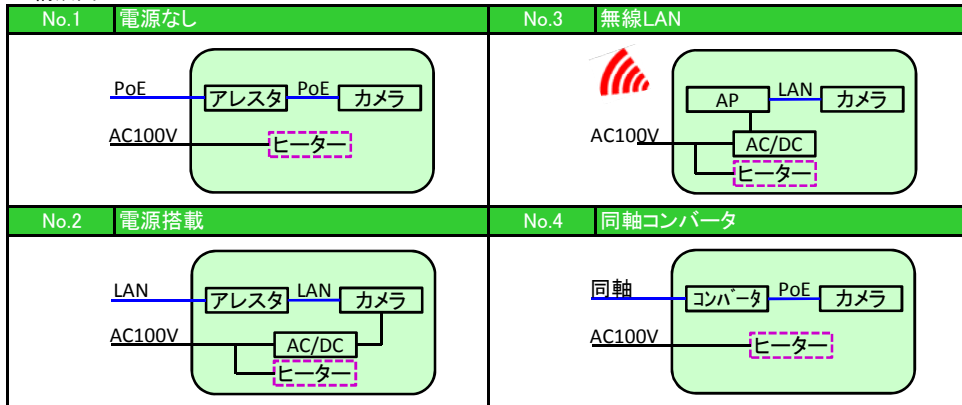 No.1 電源なし
PoE
アレスタ
PoE
カメラ
AC100V
ヒーター
No.3 無線LAN
AP
LAN
カメラ
AC100V
AC/DC
ヒーター
No.2 電源搭載
LAN
アレスタ
LAN
カメラ
AC100V
AC/DC
ヒーター
No.4 同軸コンバータ
同軸
コンバータ
PoE
カメラ
AC100V
ヒーター